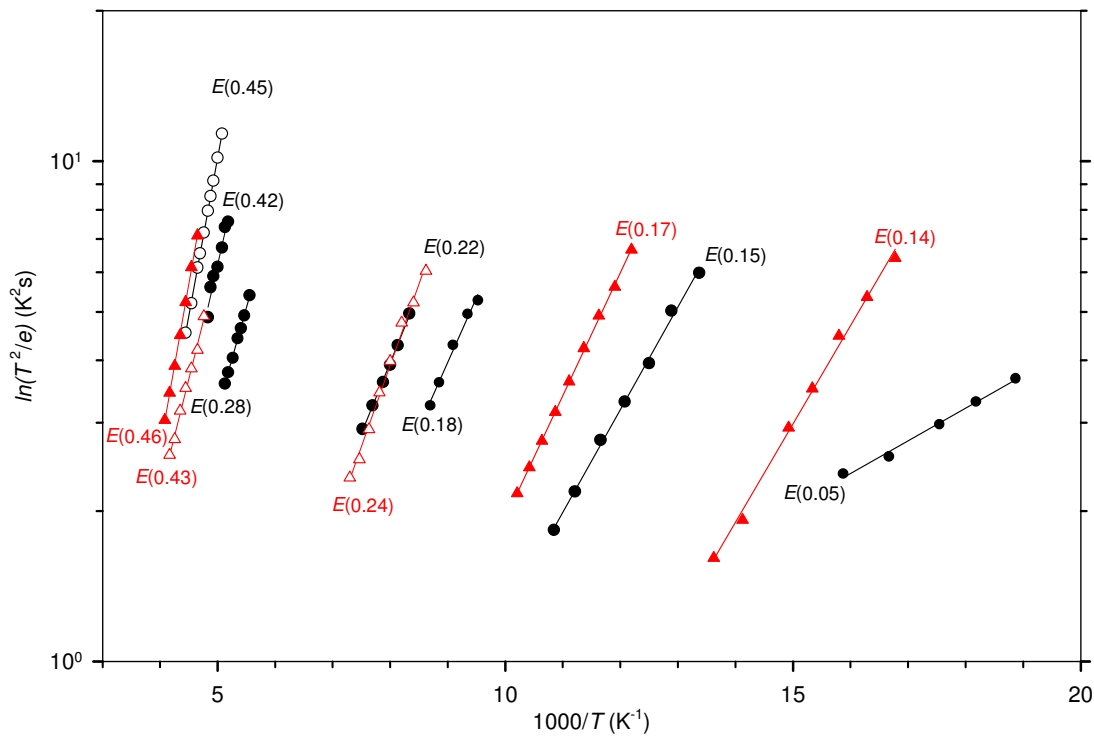 E(0.45)
10¹
E(0.42)
E(0.22)
E(0.17)
E(0.15)
E(0.14)
ln(T²/e) (K²s)
E(0.28)
E(0.18)
E(0.46)
E(0.43)
E(0.24)
E(0.05)
10⁰
5
10
15
20
1000/T (K⁻¹)